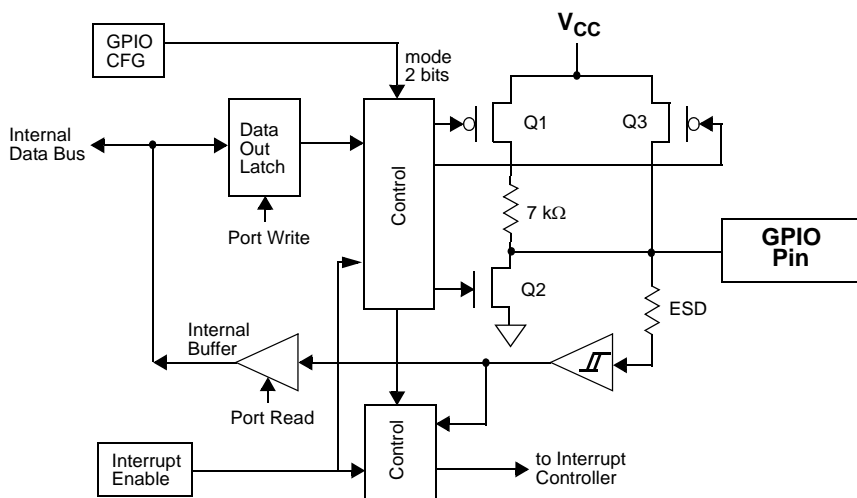 GPIO
CFG
mode
2 bits
VCC
Internal
Data Bus
Data
Out
Latch
Control
Q1
Q3
7 kΩ
Port Write
GPIO
Pin
Q2
ESD
Internal
Buffer
Port Read
Interrupt
Enable
Control
to Interrupt
Controller